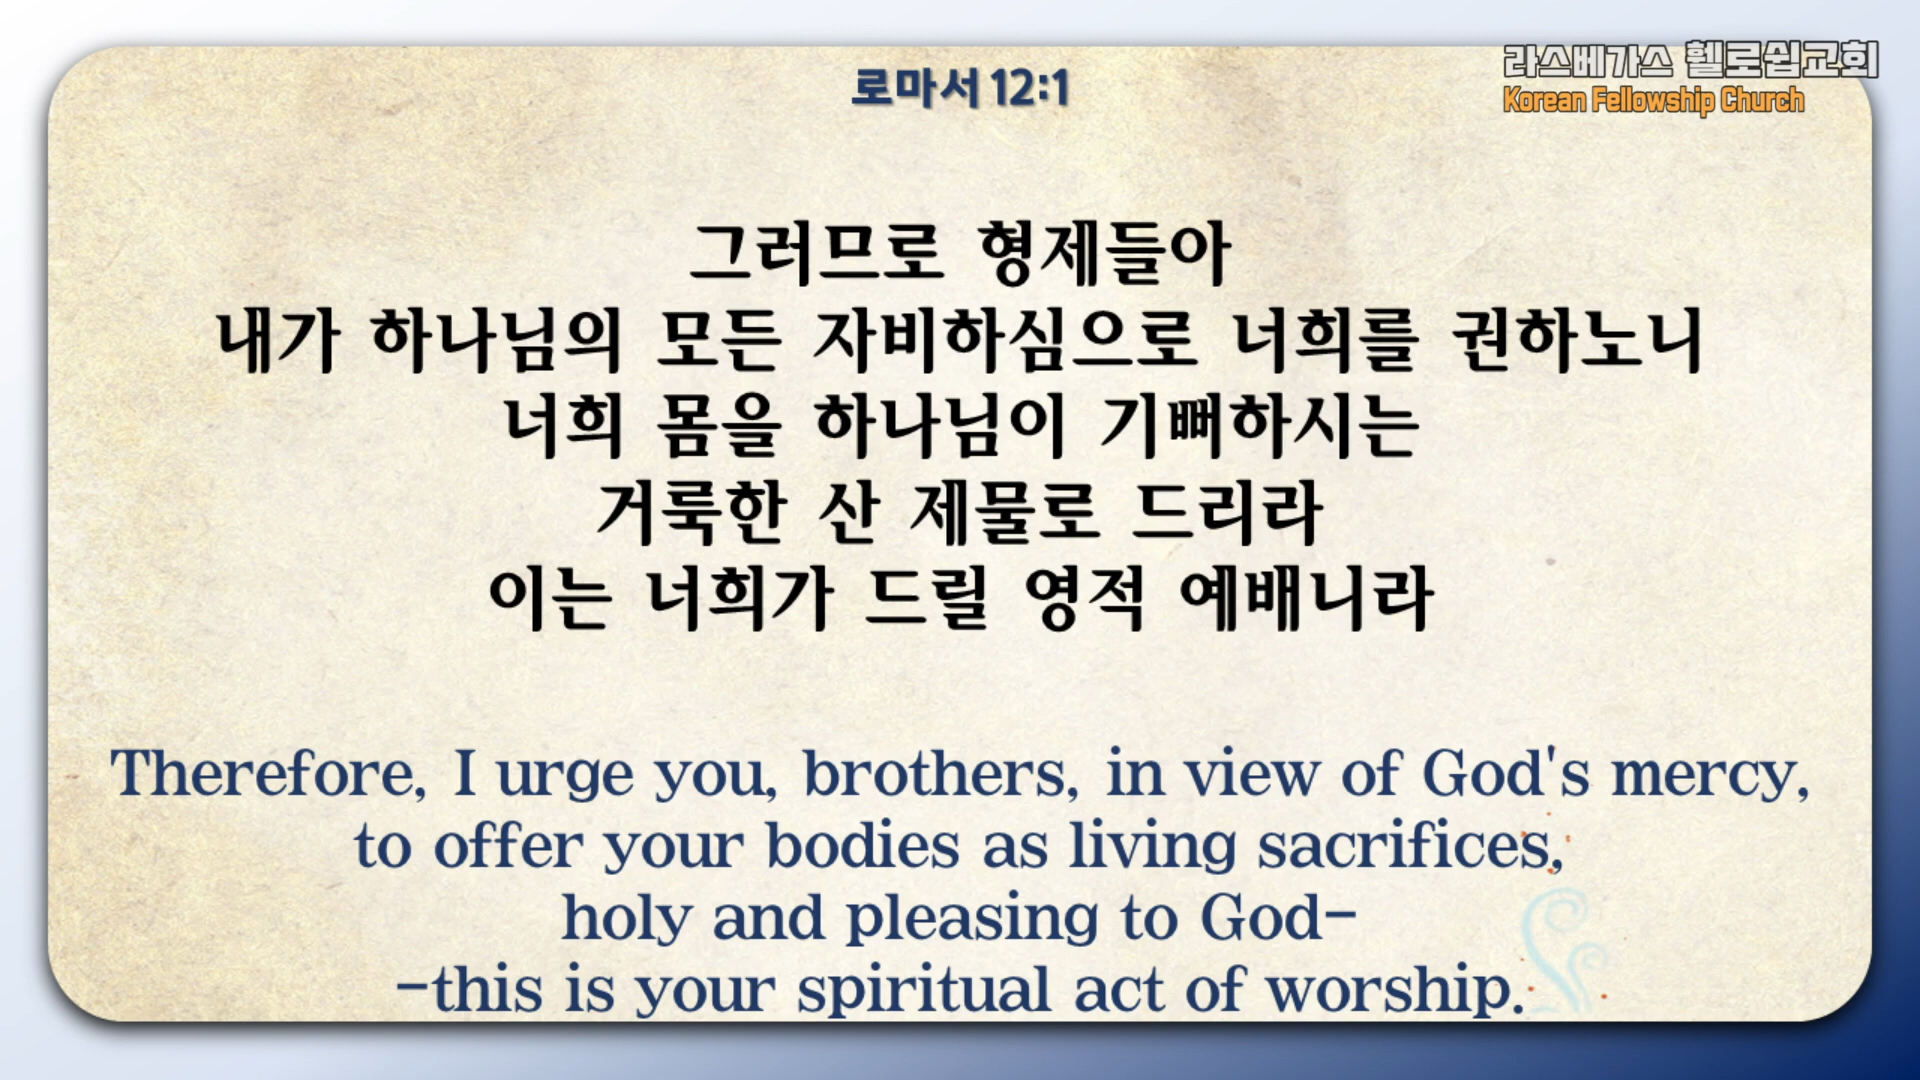 로마서 12:1
라스베가스 휄로쉽교회
Korean Fellowship Church
그러므로 형제들아
내가 하나님의 모든 자비하심으로 너희를 권하노니
너희 몸을 하나님이 기뻐하시는
거룩한 산 제물로 드리라
이는 너희가 드릴 영적 예배니라
Therefore, I urge you, brothers, in view of God's mercy,
to offer your bodies as living sacrifices,
holy and pleasing to God-
-this is your spiritual act of worship.